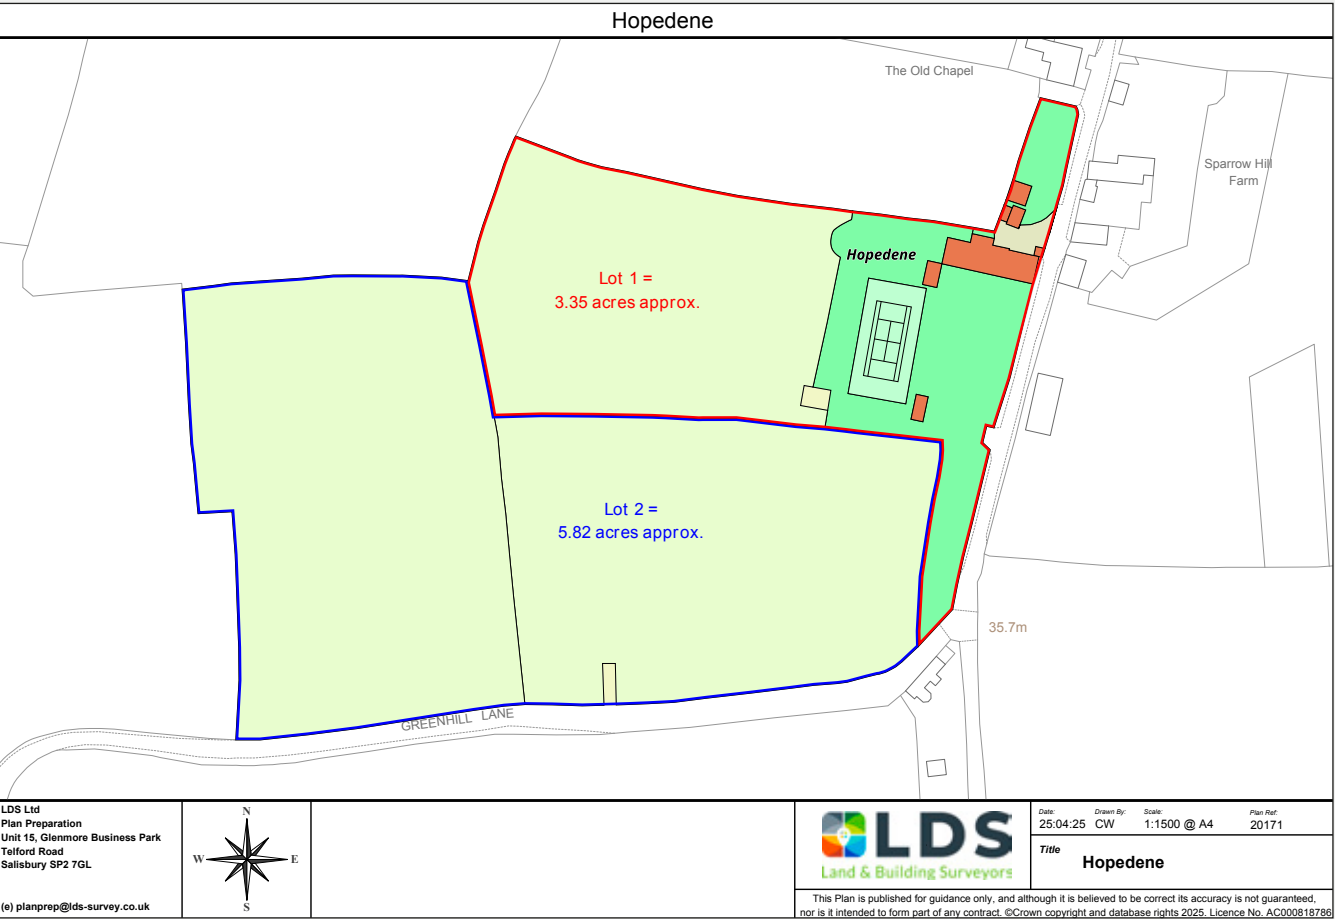 Hopedene
The Old Chapel
Sparrow Hill
Farm
Hopedene
Lot 1 =
3.35 acres approx.
Lot 2 =
5.82 acres approx.
35.7m
GREENHILL LANE
LDS Ltd
Plan Preparation
Unit 15, Glenmore Business Park
Telford Road
Salisbury SP2 7GL
(e) planprep@lds-survey.co.uk
N
W E
S
LDS
Land & Building Surveyors
Date: Drawn By: Scale: Plan Ref:
25:04:25 CW 1:1500 @ A4 20171
Title
Hopedene
This Plan is published for guidance only, and although it is believed to be correct its accuracy is not guaranteed,
nor is it intended to form part of any contract. ©Crown copyright and database rights 2025. Licence No. AC000818786